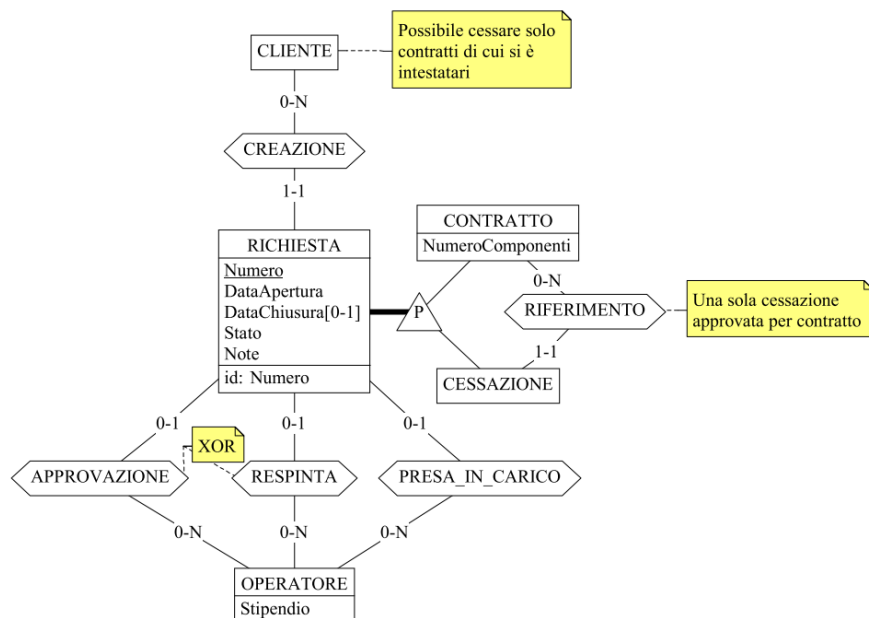 CLIENTE
Possibile cessare solo
contratti di cui si è
intestatari
0-N
CREAZIONE
1-1
RICHIESTA
Numero
DataApertura
DataChiusura[0-1]
Stato
Note
id: Numero
P
CONTRATTO
NumeroComponenti
0-N
RIFERIMENTO
Una sola cessazione
approvata per contratto
1-1
CESSAZIONE
0-1
0-1
0-1
XOR
APPROVAZIONE
RESPINTA
PRESA_IN_CARICO
0-N
0-N
0-N
OPERATORE
Stipendio